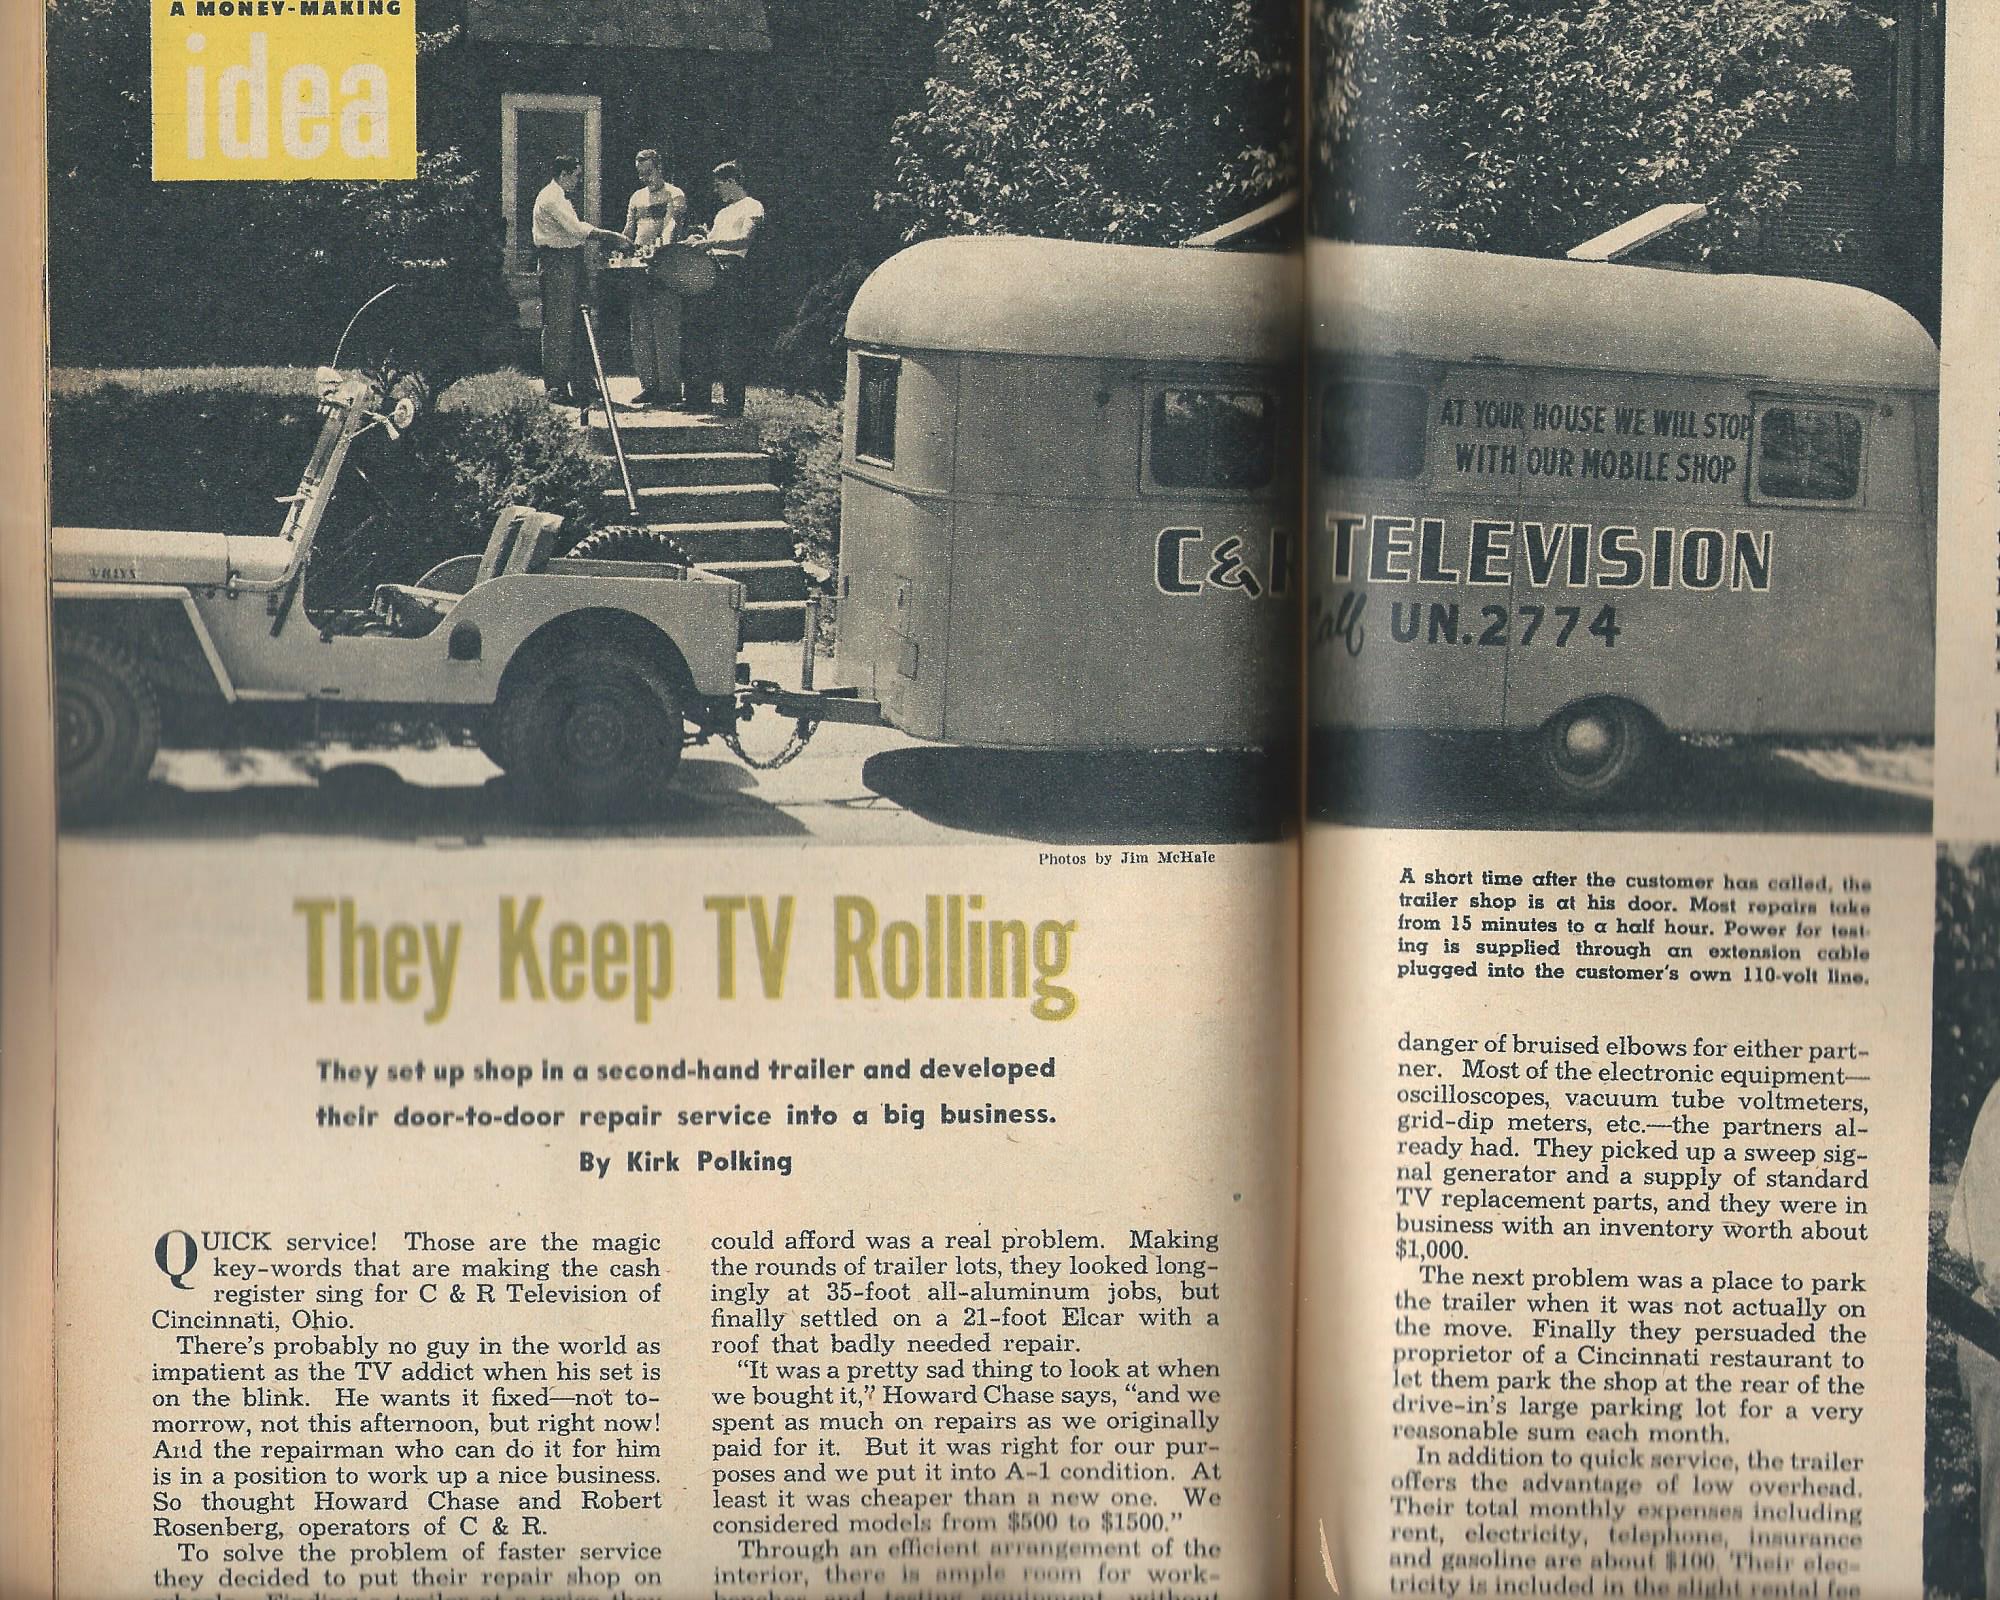 A MONEY-MAKING
idea
WILLYS
AT YOUR HOUSE WE WILL STOP
WITH OUR MOBILE SHOP
C & TELEVISION
UN.2774
Photos by Jim McHale
They Keep TV Rolling
They set up shop in a second-hand trailer and developed
their door-to-door repair service into a big business.
By Kirk Polking
QUICK service! Those are the magic
key-words that are making the cash
register sing for C & R Television of
Cincinnati, Ohio.
There's probably no guy in the world as
impatient as the TV addict when his set is
on the blink. He wants it fixed—not to-
morrow, not this afternoon, but right now!
And the repairman who can do it for him
is in a position to work up a nice business.
So thought Howard Chase and Robert
Rosenberg, operators of C & R.
To solve the problem of faster service
they decided to put their repair shop on
could afford was a real problem. Making
the rounds of trailer lots, they looked long-
ingly at 35-foot all-aluminum jobs, but
finally settled on a 21-foot Elcar with a
roof that badly needed repair.
"It was a pretty sad thing to look at when
we bought it," Howard Chase says, "and we
spent as much on repairs as we originally
paid for it. But it was right for our pur-
poses and we put it into A-1 condition. At
least it was cheaper than a new one. We
considered models from $500 to $1500."
Through an efficient arrangement of the
interior, there is ample room for work-
A short time after the customer has called, the
trailer shop is at his door. Most repairs take
from 15 minutes to a half hour. Power for test-
ing is supplied through an extension cable
plugged into the customer's own 110-volt line.
danger of bruised elbows for either part-
ner. Most of the electronic equipment—
oscilloscopes, vacuum tube voltmeters,
grid-dip meters, etc.—the partners al-
ready had. They picked up a sweep sig-
nal generator and a supply of standard
TV replacement parts, and they were in
business with an inventory worth about
$1,000.
The next problem was a place to park
the trailer when it was not actually on
the move. Finally they persuaded the
proprietor of a Cincinnati restaurant to
let them park the shop at the rear of the
drive-in's large parking lot for a very
reasonable sum each month.
In addition to quick service, the trailer
offers the advantage of low overhead.
Their total monthly expenses including
rent, electricity, telephone, insurance
and gasoline are about $100. Their elec-
tricity is included in the slight rental fee